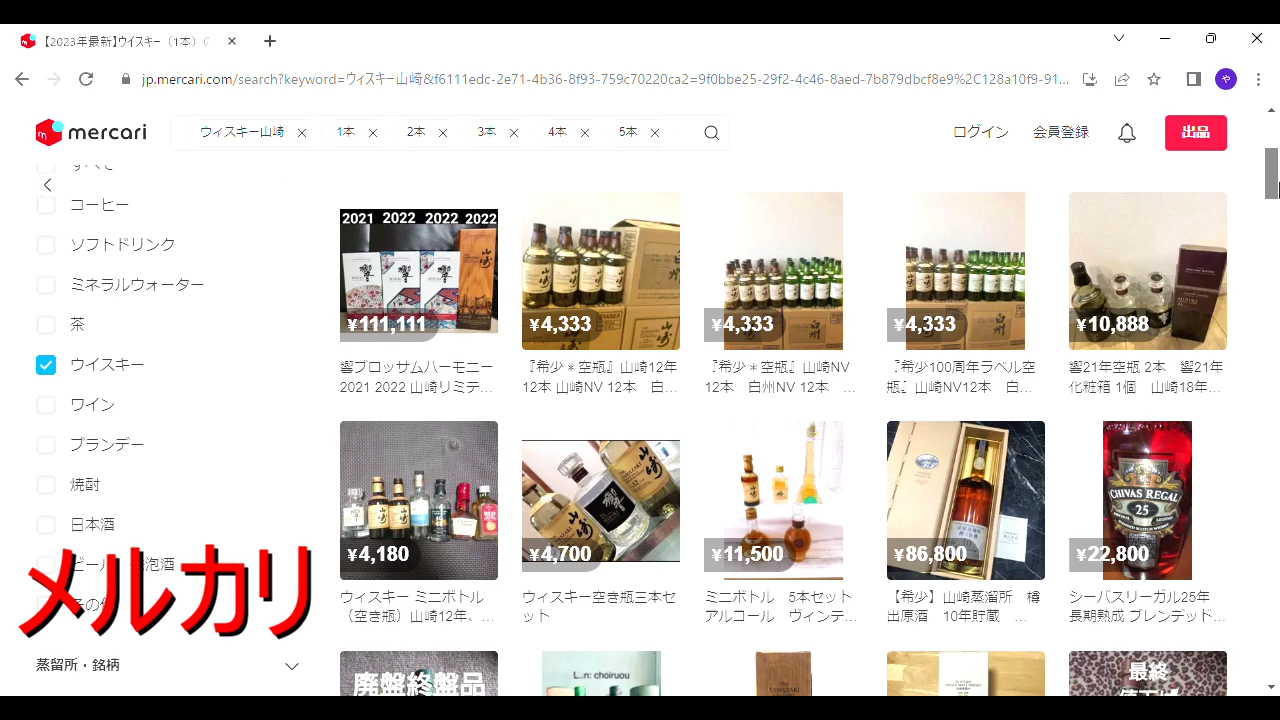 【2023年最新】ウイスキー（1本）
jp.mercari.com/search?keyword=ウィスキー山崎&f6111edc-2e71-4b36-8f93-759c70220ca2=9f0bbe25-29f2-4c46-8aed-7b879dbcf8e9%2C128a10f9-91...
や
mercari
ウィスキー山崎 1本 2本 3本 4本 5本
ログイン 会員登録 出品
すべて
コーヒー
ソフトドリンク
ミネラルウォーター
茶
ウイスキー
ワイン
ブランデー
焼酎
日本酒
メルカリ
蒸留所・銘柄
2021 2022 2022 2022
¥111,111
響ブロッサムハーモニー
2021 2022 山崎リミテ...
¥4,333
『希少＊空瓶』山崎12年
12本 山崎NV 12本 白...
¥4,333
『希少＊空瓶』山崎NV
12本 白州NV 12本 ...
¥4,333
『希少100周年ラベル空
瓶』山崎NV12本 白...
¥10,888
響21年空瓶 2本 響21年
化粧箱 1個 山崎18年...
¥4,180
ウィスキー ミニボトル
（空き瓶）山崎12年、...
¥4,700
ウィスキー空き瓶三本セ
ット
¥11,500
ミニボトル 5本セット
アルコール ヴィンテ...
¥86,800
【希少】山崎蒸溜所 樽
出原酒 10年貯蔵 ...
CHIVAS REGAL
25
¥22,800
シーバスリーガル25年
長期熟成 ブレンデッド...
廃盤終盤品
L..n: choiruou
最終